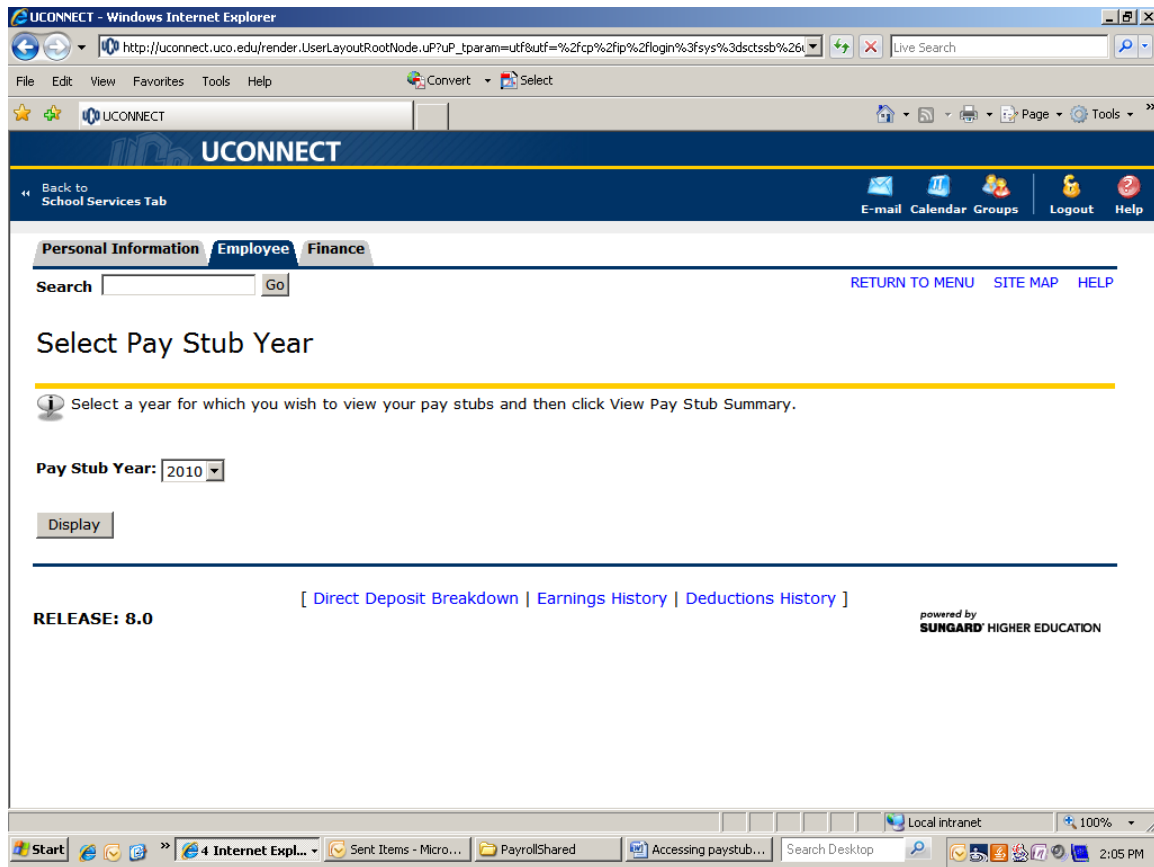 UCONNECT - Windows Internet Explorer
http://uconnect.uco.edu/render.UserLayoutRootNode.uP?uP_tparam=utf&utf=%2fcp%2fip%2flogin%3fsys%3dsctssb%26u
Live Search
File Edit View Favorites Tools Help Convert Select
UCONNECT Page Tools »
UCO UCONNECT
Back to
School Services Tab
E-mail Calendar Groups Logout Help
Personal Information Employee Finance
Search Go RETURN TO MENU SITE MAP HELP
Select Pay Stub Year
Select a year for which you wish to view your pay stubs and then click View Pay Stub Summary.
Pay Stub Year: 2010
Display
[ Direct Deposit Breakdown | Earnings History | Deductions History ]
RELEASE: 8.0
powered by
SUNGARD® HIGHER EDUCATION
Local intranet 100%
Start » 4 Internet Expl... Sent Items - Micro... PayrollShared Accessing paystub... Search Desktop 2:05 PM